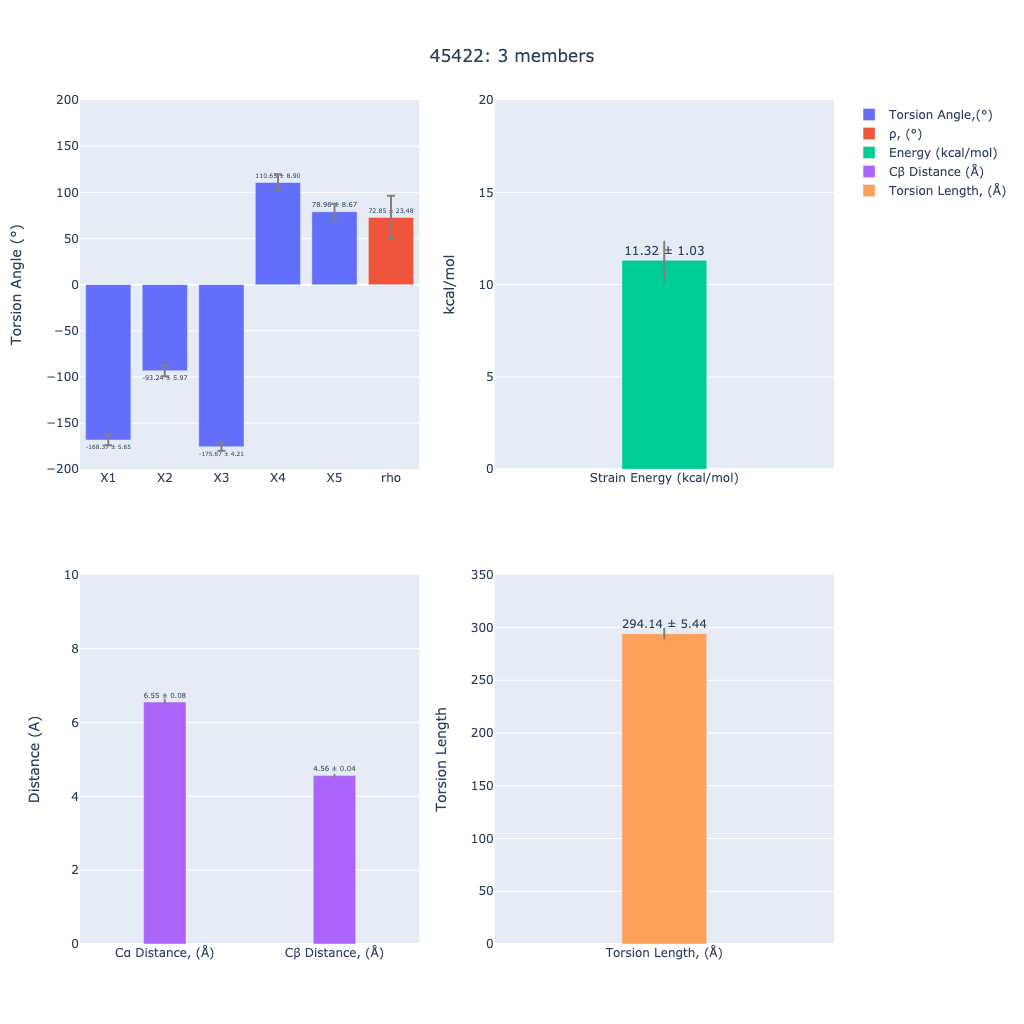 45422: 3 members
Torsion Angle,(°)
ρ, (°)
Energy (kcal/mol)
Cβ Distance (Å)
Torsion Length, (Å)
Torsion Angle (°)
200
150
100
50
0
−50
−100
−150
−200
-168.37 ± 5.65
-93.24 ± 5.97
-175.67 ± 4.21
110.65 ± 8.90
78.96 ± 8.67
72.85 ± 23.48
X1 X2 X3 X4 X5 rho
kcal/mol
20
15
10
5
0
11.32 ± 1.03
Strain Energy (kcal/mol)
Distance (A)
10
8
6
4
2
0
6.55 ± 0.08
4.56 ± 0.04
Cα Distance, (Å) Cβ Distance, (Å)
Torsion Length
350
300
250
200
150
100
50
0
294.14 ± 5.44
Torsion Length, (Å)